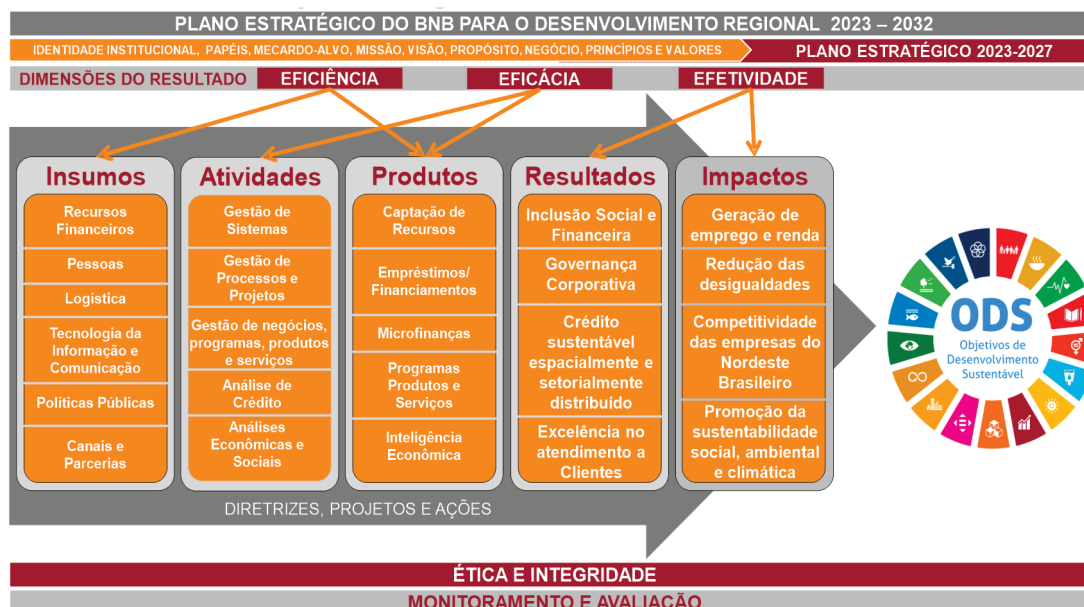 PLANO ESTRATÉGICO DO BNB PARA O DESENVOLVIMENTO REGIONAL 2023 – 2032
IDENTIDADE INSTITUCIONAL, PAPÉIS, MECARDO-ALVO, MISSÃO, VISÃO, PROPÓSITO, NEGÓCIO, PRINCÍPIOS E VALORES
PLANO ESTRATÉGICO 2023-2027
DIMENSÕES DO RESULTADO
EFICIÊNCIA
EFICÁCIA
EFETIVIDADE
Insumos
Recursos
Financeiros
Pessoas
Logística
Tecnologia da
Informação e
Comunicação
Politicas Públicas
Canais e
Parcerias
Atividades
Gestão de
Sistemas
Gestão de
Processos e
Projetos
Gestão de negócios,
programas, produtos
e serviços
Análise de
Crédito
Análises
Econômicas e
Sociais
Produtos
Captação de
Recursos
Empréstimos/
Financiamentos
Microfinanças
Programas
Produtos e
Serviços
Inteligência
Econômica
Resultados
Inclusão Social e
Financeira
Governança
Corporativa
Crédito
sustentável
espacialmente e
setorialmente
distribuído
Excelência no
atendimento a
Clientes
Impactos
Geração de
emprego e renda
Redução das
desigualdades
Competitividade
das empresas do
Nordeste
Brasileiro
Promoção da
sustentabilidade
social, ambiental
e climática
ODS
Objetivos de
Desenvolvimento
Sustentável
DIRETRIZES, PROJETOS E AÇÕES
ÉTICA E INTEGRIDADE
MONITORAMENTO E AVALIAÇÃO